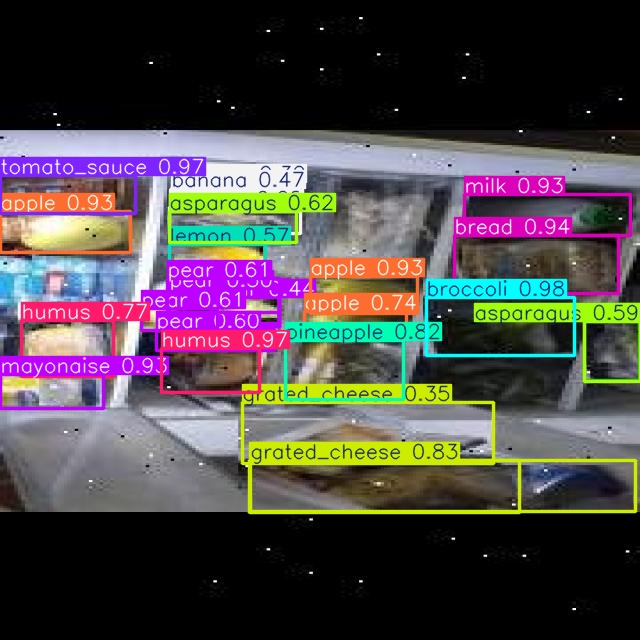 tomato_sauce 0.97
banana 0.47
milk 0.93
apple 0.93
asparagus 0.62
bread 0.94
lemon 0.57
pear 0.61
apple 0.93
broccoli 0.98
pear 0.61
apple 0.74
humus 0.77
asparagus 0.59
pear 0.60
humus 0.97
pineapple 0.82
mayonaise 0.93
grated_cheese 0.35
grated_cheese 0.83